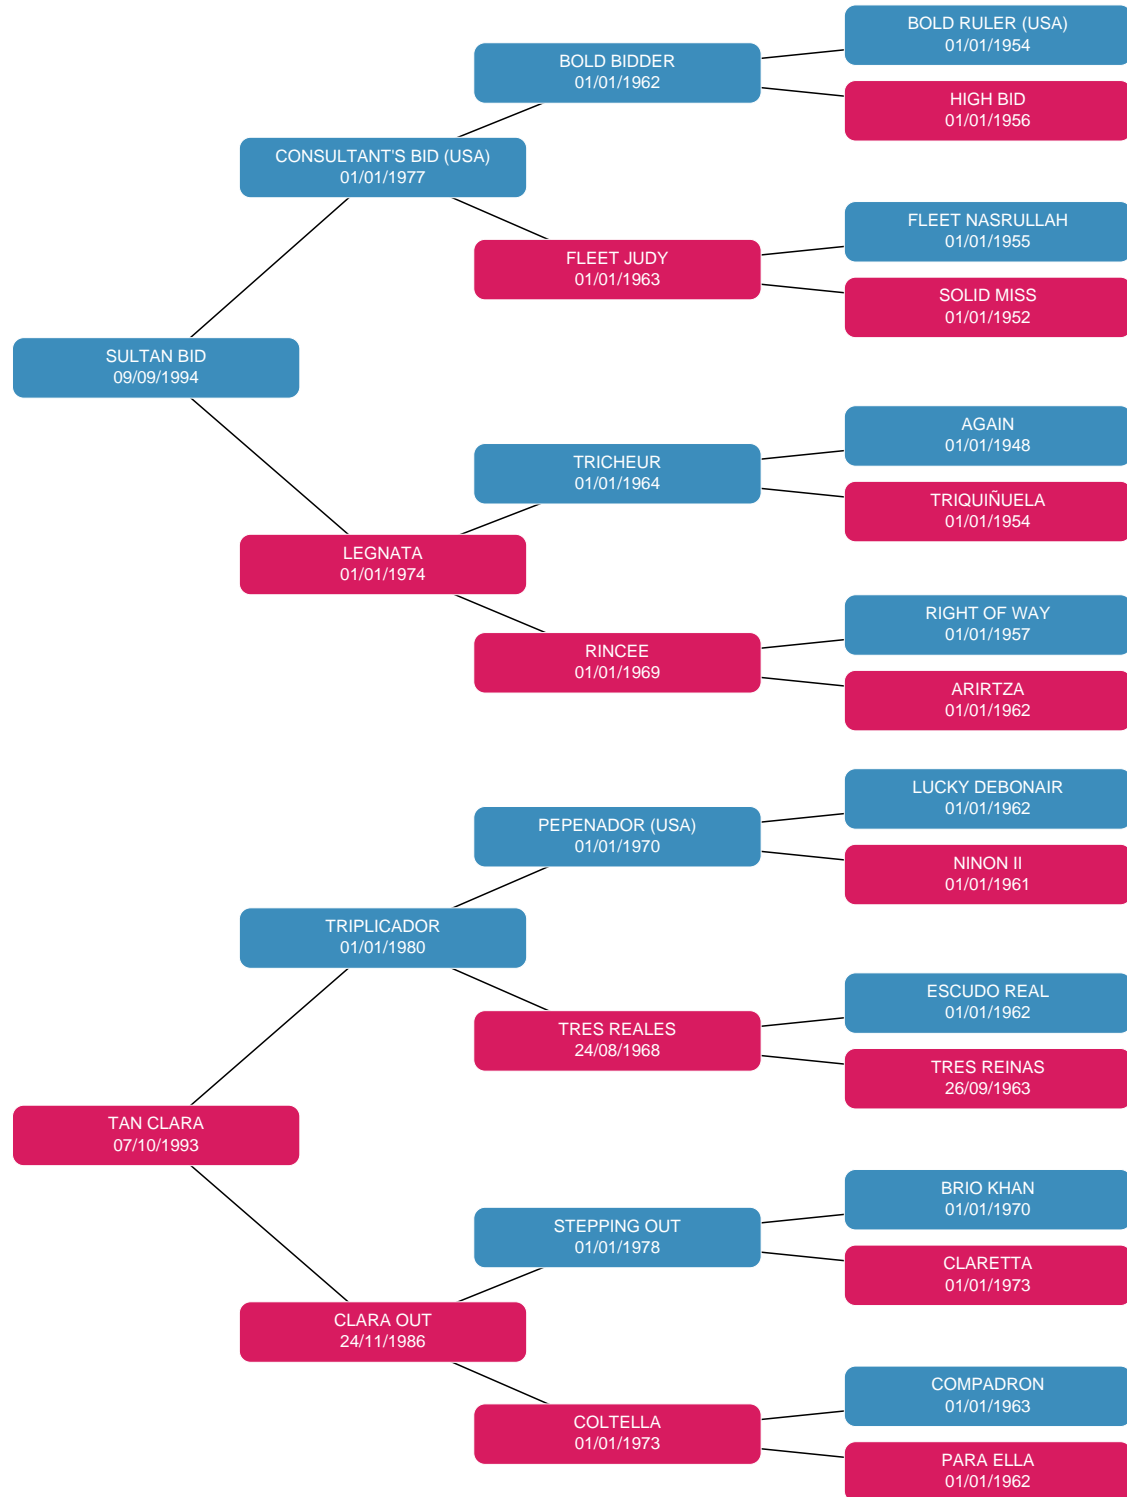 BOLD RULER (USA)
01/01/1954
BOLD BIDDER
01/01/1962
HIGH BID
01/01/1956
CONSULTANT'S BID (USA)
01/01/1977
FLEET NASRULLAH
01/01/1955
FLEET JUDY
01/01/1963
SOLID MISS
01/01/1952
SULTAN BID
09/09/1994
AGAIN
01/01/1948
TRICHEUR
01/01/1964
TRIQUIÑUELA
01/01/1954
LEGNATA
01/01/1974
RIGHT OF WAY
01/01/1957
RINCEE
01/01/1969
ARIRTZA
01/01/1962
LUCKY DEBONAIR
01/01/1962
PEPENADOR (USA)
01/01/1970
NINON II
01/01/1961
TRIPLICADOR
01/01/1980
ESCUDO REAL
01/01/1962
TRES REALES
24/08/1968
TRES REINAS
26/09/1963
TAN CLARA
07/10/1993
BRIO KHAN
01/01/1970
STEPPING OUT
01/01/1978
CLARETTA
01/01/1973
CLARA OUT
24/11/1986
COMPADRON
01/01/1963
COLTELLA
01/01/1973
PARA ELLA
01/01/1962